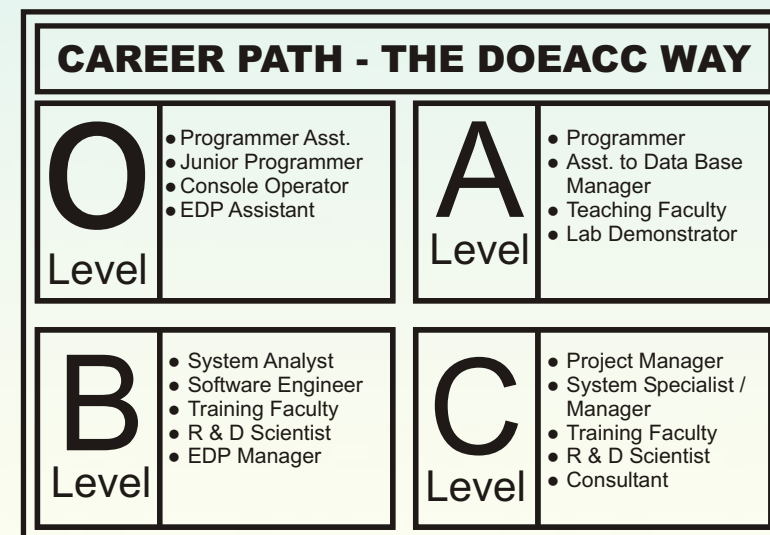 CAREER PATH - THE DOEACC WAY
O
Level
● Programmer Asst.
● Junior Programmer
● Console Operator
● EDP Assistant
A
Level
● Programmer
● Asst. to Data Base
Manager
● Teaching Faculty
● Lab Demonstrator
B
Level
● System Analyst
● Software Engineer
● Training Faculty
● R & D Scientist
● EDP Manager
C
Level
● Project Manager
● System Specialist /
Manager
● Training Faculty
● R & D Scientist
● Consultant